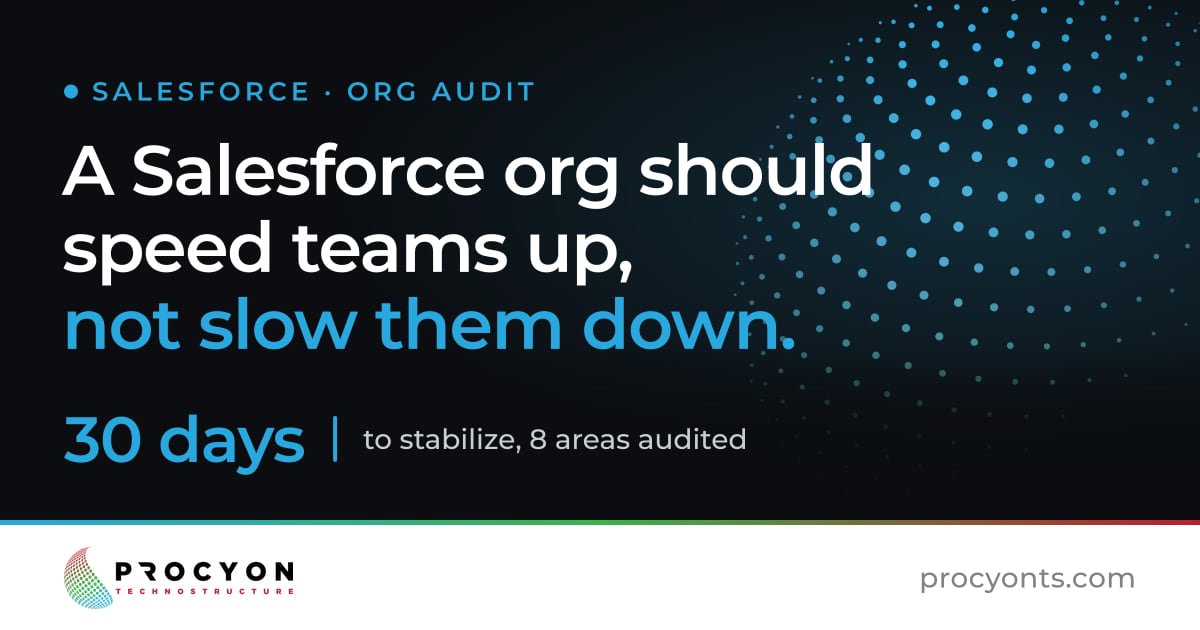 SALESFORCE · ORG AUDIT
A Salesforce org should
speed teams up,
not slow them down.
30 days
to stabilize, 8 areas audited
PROCYON
TECHNOSTRUCTURE
procyonts.com